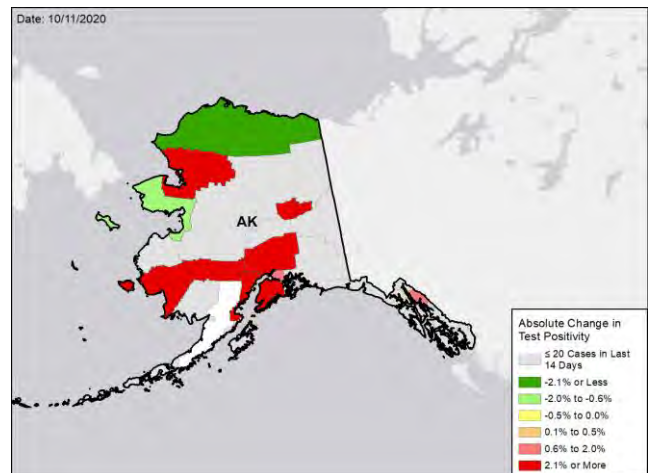 Date: 10/11/2020
AK
Absolute Change in
Test Positivity
≤ 20 Cases in Last
14 Days
-2.1% or Less
-2.0% to -0.6%
-0.5% to 0.0%
0.1% to 0.5%
0.6% to 2.0%
2.1% or More